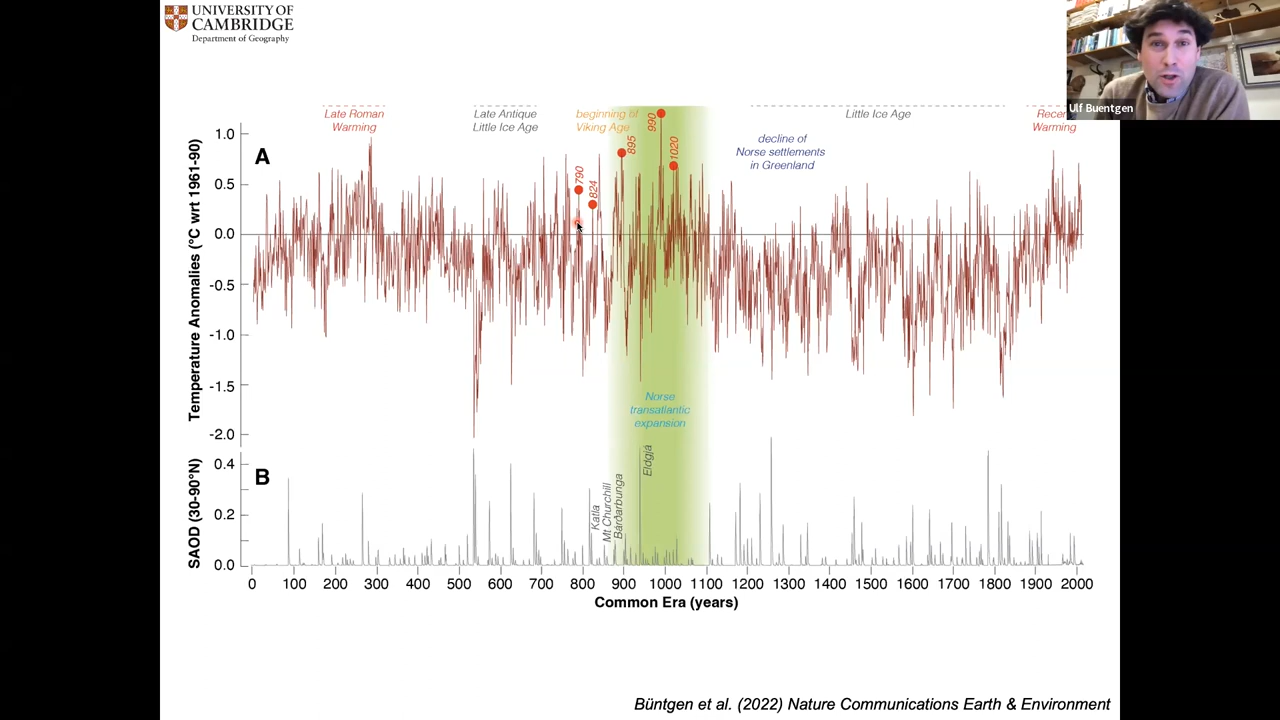 UNIVERSITY OF
CAMBRIDGE
Department of Geography
Ulf Buentgen
Late Roman
Warming
Late Antique
Little Ice Age
beginning of
Viking Age
Little Ice Age
Recent
Warming
decline of
Norse settlements
in Greenland
A
790
824
895
990
1020
Temperature Anomalies (°C wrt 1961-90)
1.0
0.5
0.0
-0.5
-1.0
-1.5
-2.0
Norse
transatlantic
expansion
B
Katla
Mt Churchill
Bárðarbunga
Eldgjá
SAOD (30-90°N)
0.4
0.2
0.0
0 100 200 300 400 500 600 700 800 900 1000 1100 1200 1300 1400 1500 1600 1700 1800 1900 2000
Common Era (years)
Büntgen et al. (2022) Nature Communications Earth & Environment